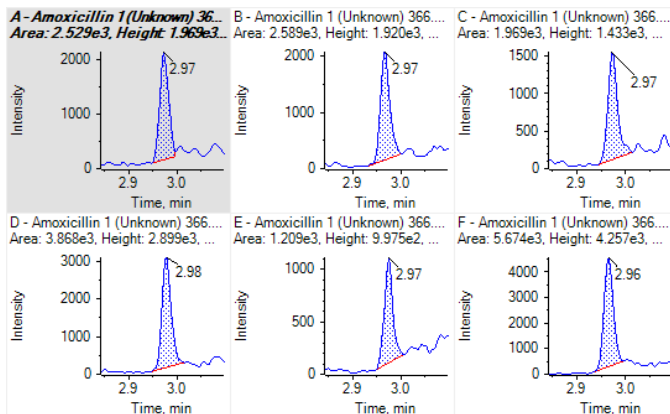 A - Amoxicillin 1 (Unknown) 36...
Area: 2.529e3, Height: 1.969e3...
2000
1000
0
Intensity
2.97
2.9
3.0
Time, min
B - Amoxicillin 1 (Unknown) 366....
Area: 2.589e3, Height: 1.920e3, ...
2000
1000
0
Intensity
2.97
2.9
3.0
Time, min
C - Amoxicillin 1 (Unknown) 366....
Area: 1.969e3, Height: 1.433e3, ...
1500
1000
500
0
Intensity
2.97
2.9
3.0
Time, min
D - Amoxicillin 1 (Unknown) 366....
Area: 3.868e3, Height: 2.899e3, ...
3000
2000
1000
0
Intensity
2.98
2.9
3.0
Time, min
E - Amoxicillin 1 (Unknown) 366....
Area: 1.209e3, Height: 9.975e2, ...
1000
500
0
Intensity
2.97
2.9
3.0
Time, min
F - Amoxicillin 1 (Unknown) 366....
Area: 5.674e3, Height: 4.257e3, ...
4000
3000
2000
1000
0
Intensity
2.96
2.9
3.0
Time, min